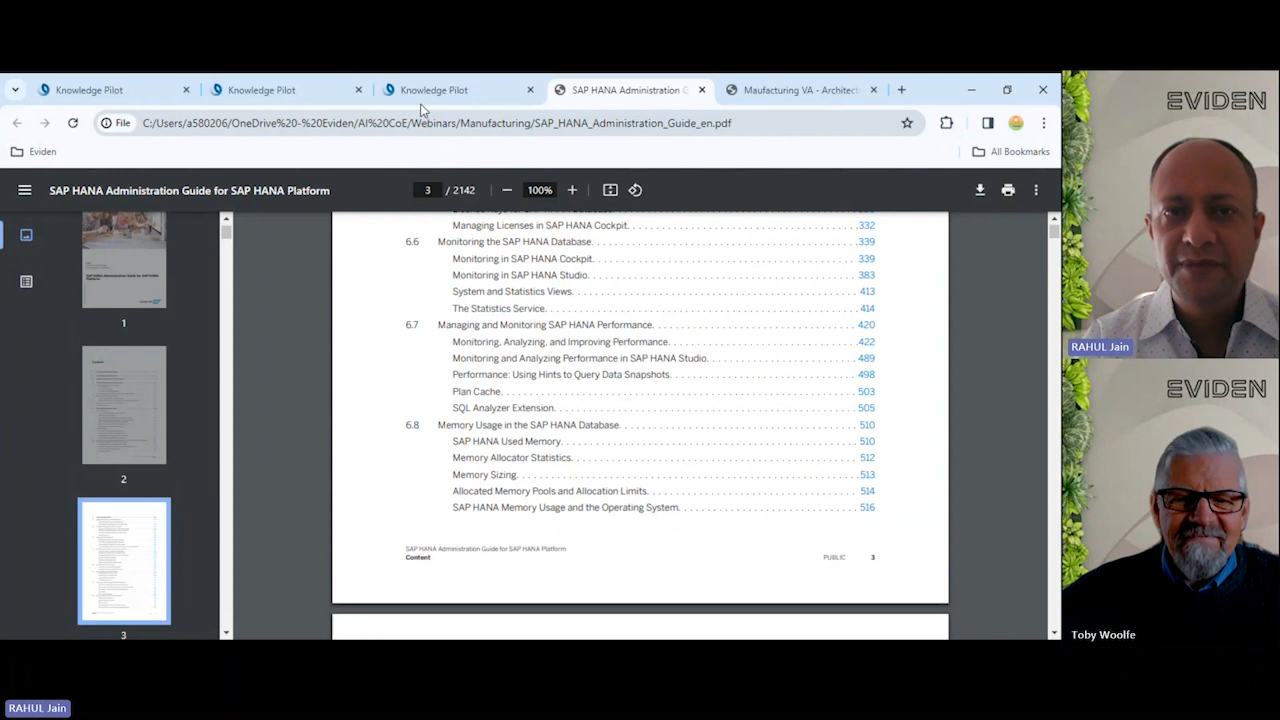 Knowledge Pilot
Knowledge Pilot
Knowledge Pilot
SAP HANA Administration G
Maufacturing VA - Architect
File
C:/Users/a580206/OneDrive%20-%20Eviden/AI%20CoE/Webinars/Manufacturing/SAP_HANA_Administration_Guide_en.pdf
Eviden
All Bookmarks
SAP HANA Administration Guide for SAP HANA Platform
3 / 2142
100%
Managing Licenses in SAP HANA Cockpit. 332
6.6 Monitoring the SAP HANA Database. 339
Monitoring in SAP HANA Cockpit. 339
Monitoring in SAP HANA Studio. 383
System and Statistics Views. 413
The Statistics Service. 414
6.7 Managing and Monitoring SAP HANA Performance. 420
Monitoring, Analyzing, and Improving Performance. 422
Monitoring and Analyzing Performance in SAP HANA Studio. 489
Performance: Using Hints to Query Data Snapshots. 498
Plan Cache. 503
SQL Analyzer Extension. 505
6.8 Memory Usage in the SAP HANA Database. 510
SAP HANA Used Memory. 510
Memory Allocator Statistics. 512
Memory Sizing. 513
Allocated Memory Pools and Allocation Limits. 514
SAP HANA Memory Usage and the Operating System. 516
SAP HANA Administration Guide for SAP HANA Platform
Content
PUBLIC 3
1
2
3
EVIDEN
RAHUL Jain
EVIDEN
Toby Woolfe
RAHUL Jain